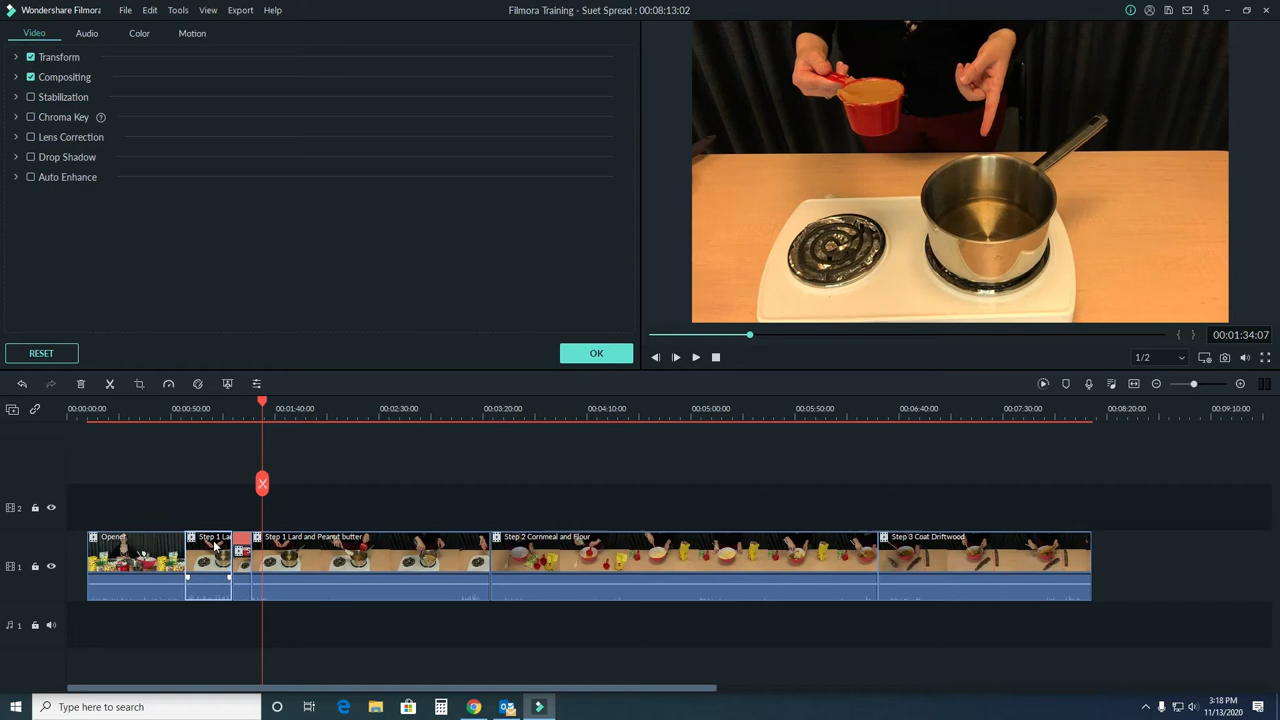 Wondershare Filmora
File Edit Tools View Export Help
Filmora Training - Suet Spread : 00:08:13:02
Video Audio Color Motion
Transform
Compositing
Stabilization
Chroma Key
Lens Correction
Drop Shadow
Auto Enhance
00:01:34:07
RESET OK
1/2
00:00:00:00 00:00:50:00 00:01:40:00 00:02:30:00 00:03:20:00 00:04:10:00 00:05:00:00 00:05:50:00 00:06:40:00 00:07:30:00 00:08:20:00 00:09:10:00
2
Opener Step 1 La Step 1 Lard and Peanut butter Step 2 Cornmeal and Flour Step 3 Coat Driftwood
1
1
Type here to search
3:18 PM
11/13/2020